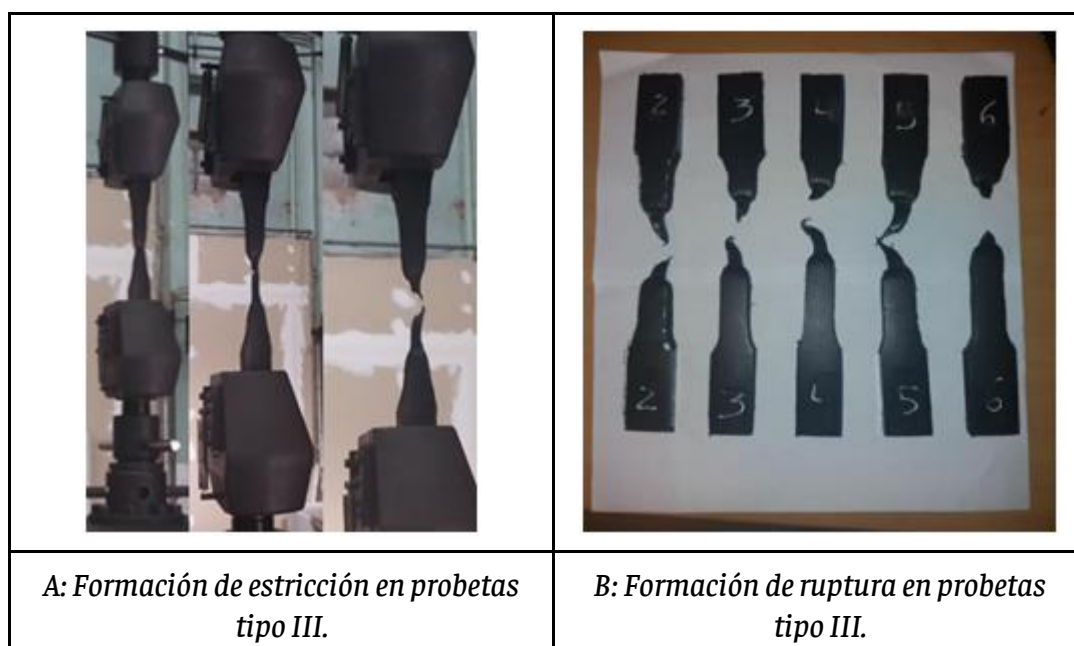 2
3
4
5
6
2
3
5
6
A: Formación de estricción en probetas
tipo III.
B: Formación de ruptura en probetas
tipo III.